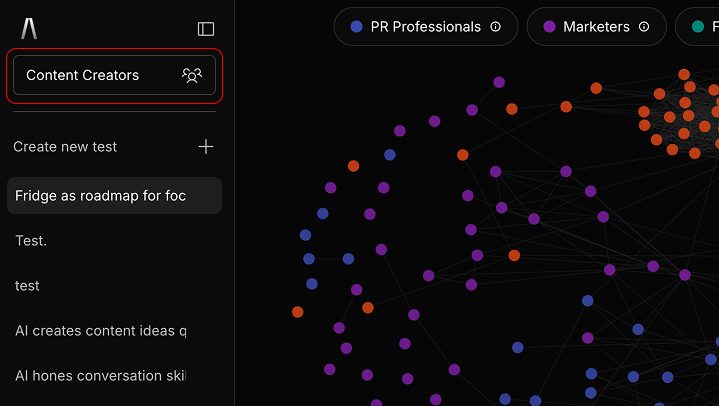 PR Professionals
Marketers
F
Content Creators
Create new test
Fridge as roadmap for foc
Test.
test
AI creates content ideas q
AI hones conversation skil